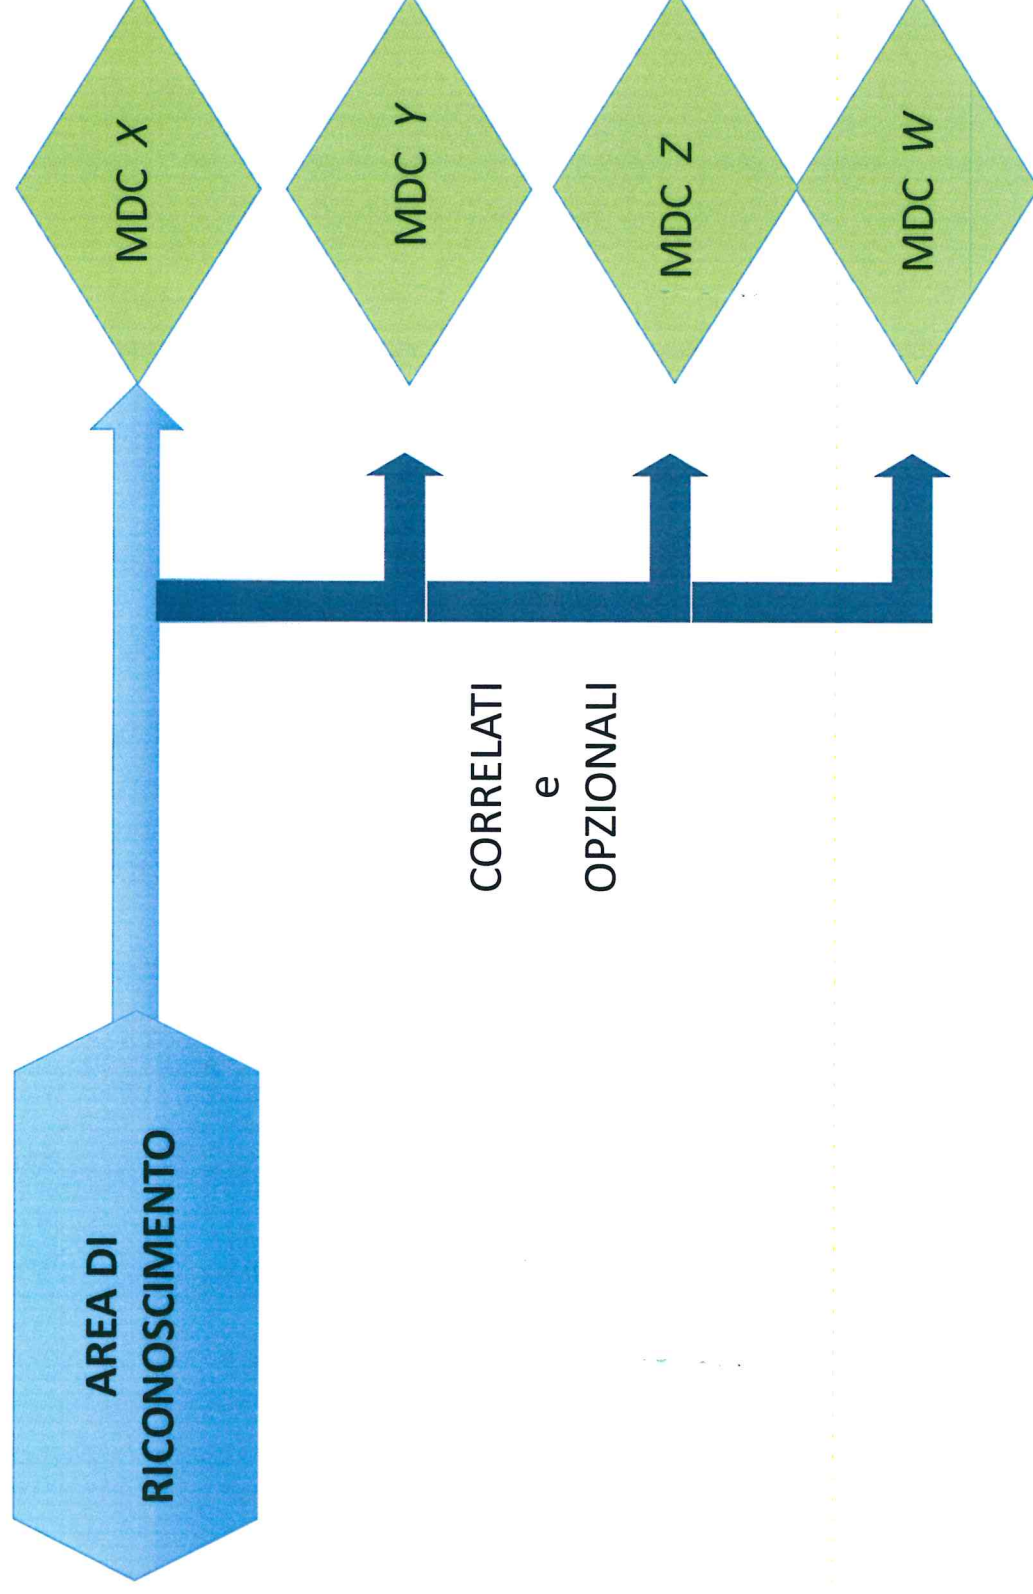 AREA DI
RICONOSCIMENTO
CORRELATI
e
OPZIONALI
MDC X
MDC Y
MDC Z
MDC W